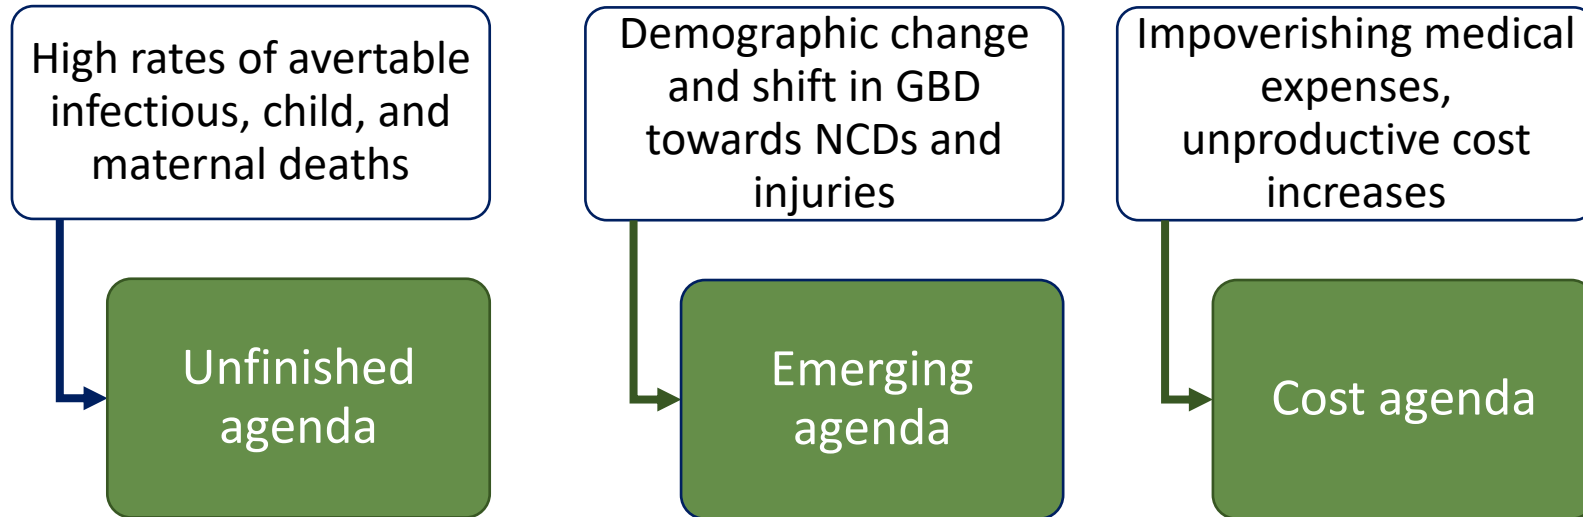 High rates of avertable
infectious, child, and
maternal deaths
Unfinished
agenda
Demographic change
and shift in GBD
towards NCDs and
injuries
Emerging
agenda
Impoverishing medical
expenses,
unproductive cost
increases
Cost agenda